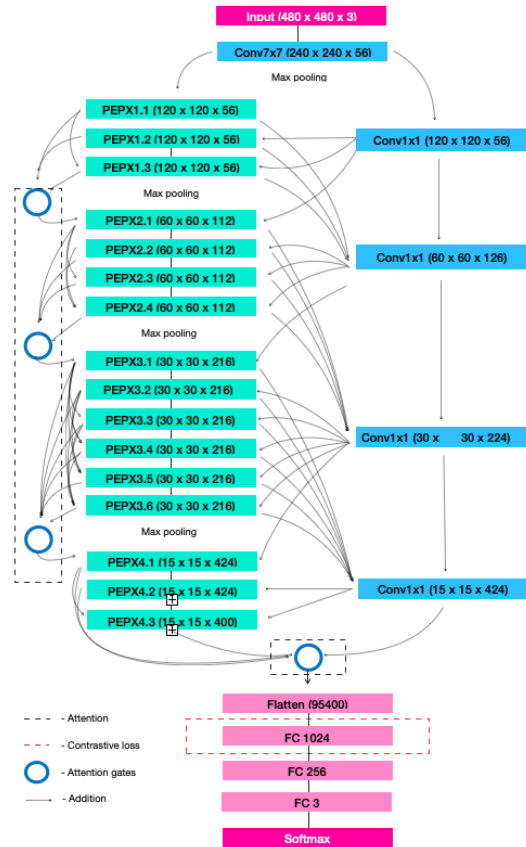 Input (480 x 480 x 3)
Conv7x7 (240 x 240 x 56)
Max pooling
PEPX1.1 (120 x 120 x 56)
PEPX1.2 (120 x 120 x 56)
Conv1x1 (120 x 120 x 56)
PEPX1.3 (120 x 120 x 56)
Max pooling
PEPX2.1 (60 x 60 x 112)
PEPX2.2 (60 x 60 x 112)
Conv1x1 (60 x 60 x 126)
PEPX2.3 (60 x 60 x 112)
PEPX2.4 (60 x 60 x 112)
Max pooling
PEPX3.1 (30 x 30 x 216)
PEPX3.2 (30 x 30 x 216)
PEPX3.3 (30 x 30 x 216)
Conv1x1 (30 x 30 x 224)
PEPX3.4 (30 x 30 x 216)
PEPX3.5 (30 x 30 x 216)
PEPX3.6 (30 x 30 x 216)
Max pooling
PEPX4.1 (15 x 15 x 424)
PEPX4.2 (15 x 15 x 424)
Conv1x1 (15 x 15 x 424)
PEPX4.3 (15 x 15 x 400)
Flatten (95400)
FC 1024
FC 256
FC 3
Softmax
- Attention
- Contrastive loss
- Attention gates
- Addition